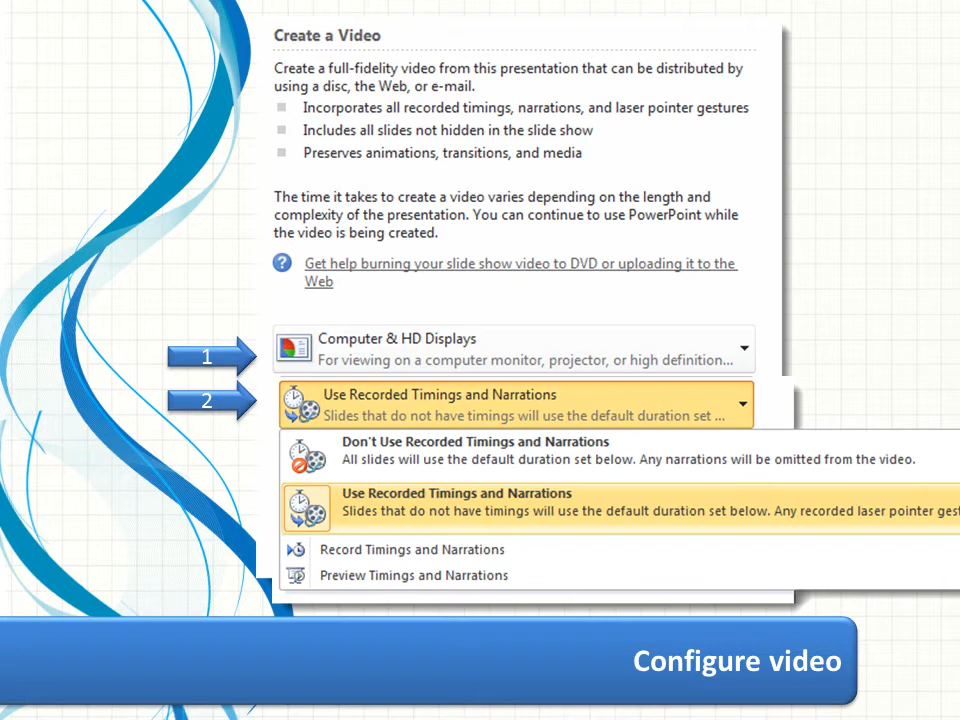 Create a Video
Create a full-fidelity video from this presentation that can be distributed by
using a disc, the Web, or e-mail.
Incorporates all recorded timings, narrations, and laser pointer gestures
Includes all slides not hidden in the slide show
Preserves animations, transitions, and media
The time it takes to create a video varies depending on the length and
complexity of the presentation. You can continue to use PowerPoint while
the video is being created.
Get help burning your slide show video to DVD or uploading it to the
Web
1
Computer & HD Displays
For viewing on a computer monitor, projector, or high definition...
2
Use Recorded Timings and Narrations
Slides that do not have timings will use the default duration set ...
Don't Use Recorded Timings and Narrations
All slides will use the default duration set below. Any narrations will be omitted from the video.
Use Recorded Timings and Narrations
Slides that do not have timings will use the default duration set below. Any recorded laser pointer gest
Record Timings and Narrations
Preview Timings and Narrations
Configure video